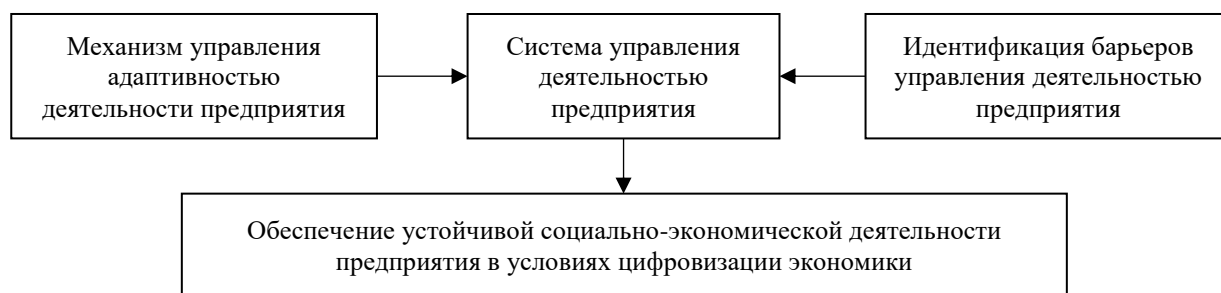 Механизм управления
адаптивностью
деятельности предприятия
Система управления
деятельностью
предприятия
Идентификация барьеров
управления деятельностью
предприятия
Обеспечение устойчивой социально-экономической деятельности
предприятия в условиях цифровизации экономики